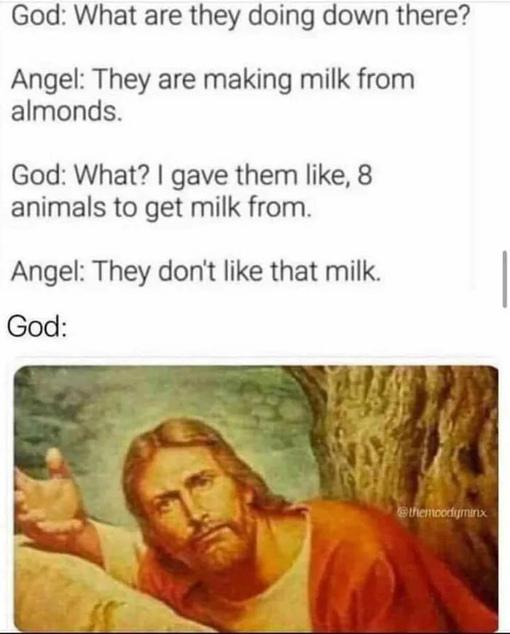 God: What are they doing down there?
Angel: They are making milk from
almonds.
God: What? I gave them like, 8
animals to get milk from.
Angel: They don't like that milk.
God:
@themoodyminx